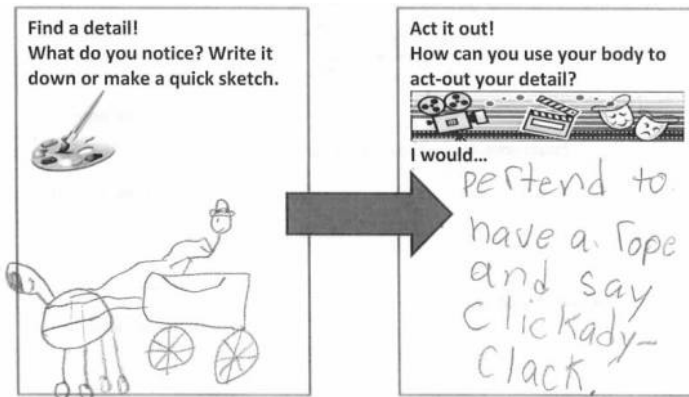 Find a detail!
What do you notice? Write it
down or make a quick sketch.
Act it out!
How can you use your body to
act-out your detail?
I would...
pertend to
have a rope
and say
Clickady-
Clack.